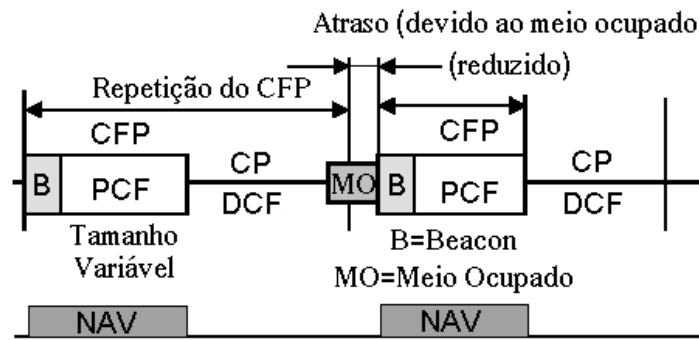 Atraso (devido ao meio ocupado
(reduzido)
Repetição do CFP
CFP
CFP
B
PCF
CP
DCF
MO
B
PCF
CP
DCF
Tamanho
Variável
B=Beacon
MO=Meio Ocupado
NAV
NAV